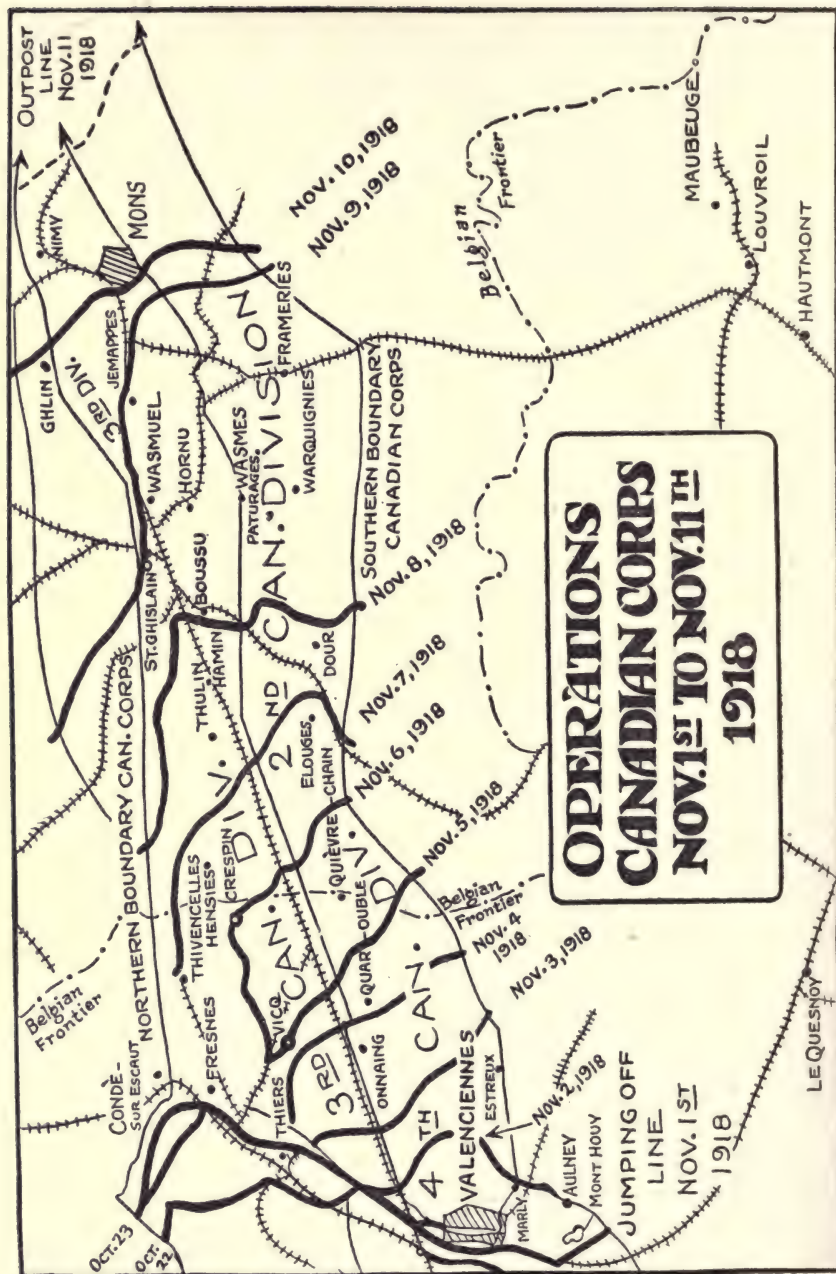 OPERATIONS
CANADIAN CORPS
NOV. 1ST TO NOV. 11TH
1918
OUTPOST
LINE
NOV. 11
1918
NIMY
MONS
GHLIN
3RD DIV.
JEMAPPES
NOV. 10, 1918
NOV. 9, 1918
FRAMERIES
WASMUEL
HORNU
WASMES
PATURAGES
WARQUIGNIES
2ND CAN. DIVISION
SOUTHERN BOUNDARY
CANADIAN CORPS
ST. GHISLAIN
BOUSSU
NOV. 8, 1918
NORTHERN BOUNDARY CAN. CORPS
THULIN
HAMIN
DOUR
ELOUGES
NOV. 7, 1918
NOV. 6, 1918
THIVENCELLES
HENSIES
CRESPIN
QUIÈVRECHAIN
NOV. 5, 1918
Belgian
Frontier
CONDÉ-
SUR ESCAUT
FRESNES
VICQ
QUAROUBLE
Belgian
Frontier
NOV. 4
1918
NOV. 3, 1918
THIERS
3RD CAN. DIV.
ONNAING
4TH CAN. DIV.
VALENCIENNES
ESTREUX
NOV. 2, 1918
OCT. 23
OCT.
22
MARLY
AULNEY
MONT HOUY
JUMPING OFF
LINE
NOV. 1ST
1918
Belgian
Frontier
MAUBEUGE
LOUVROIL
HAUTMONT
LE QUESNOY